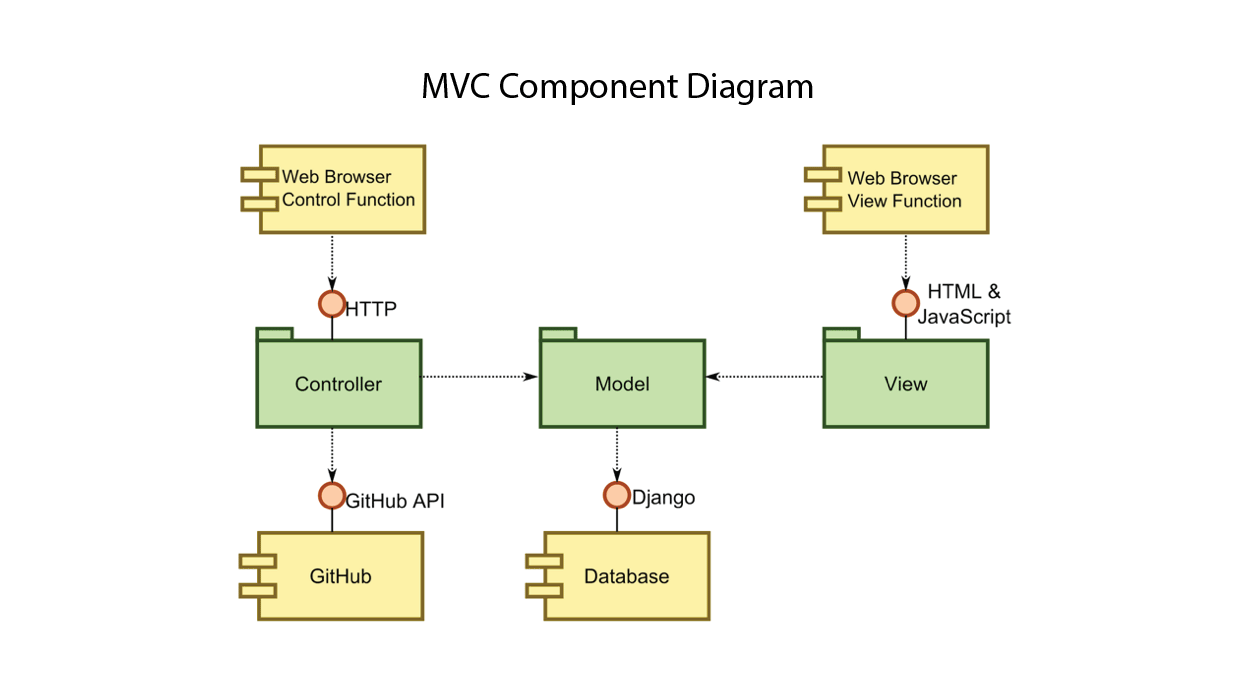 MVC Component Diagram
Web Browser
Control Function
Web Browser
View Function
HTTP
HTML &
JavaScript
Controller
Model
View
GitHub API
Django
GitHub
Database